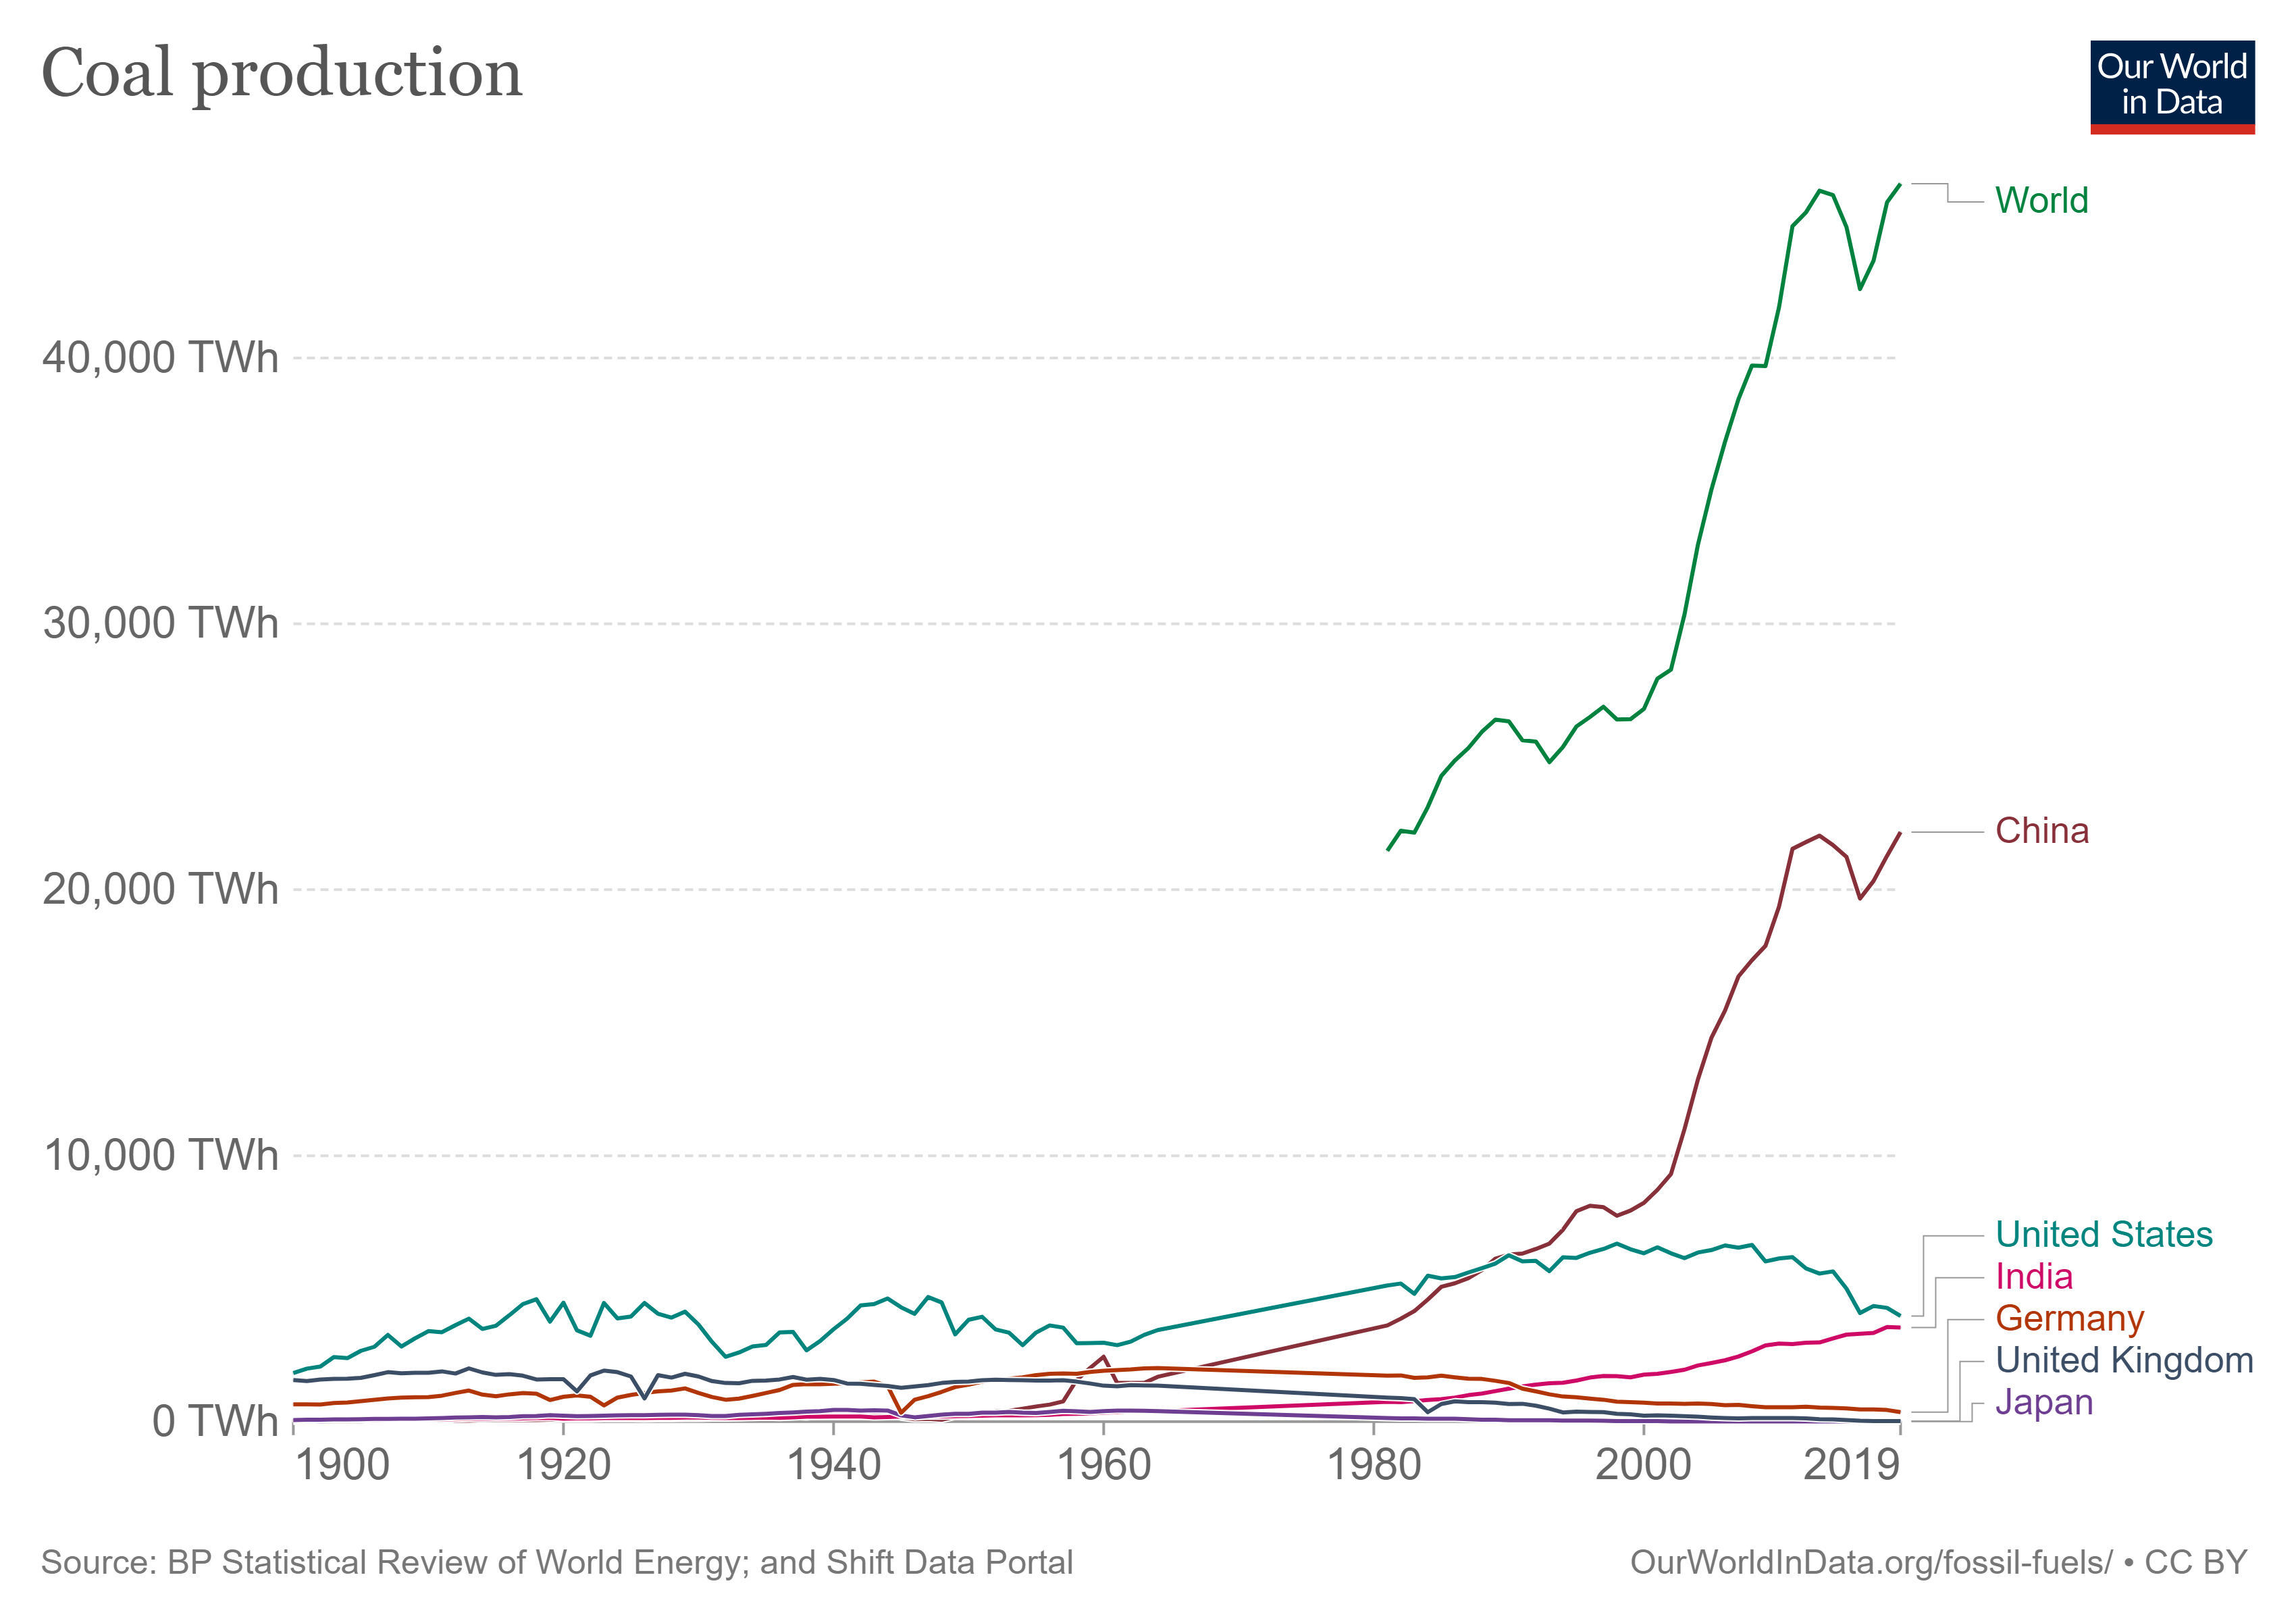 Coal production
Our World
in Data
World
40,000 TWh
30,000 TWh
China
20,000 TWh
10,000 TWh
United States
India
Germany
United Kingdom
Japan
0 TWh
1900 1920 1940 1960 1980 2000 2019
Source: BP Statistical Review of World Energy; and Shift Data Portal
OurWorldInData.org/fossil-fuels/ • CC BY